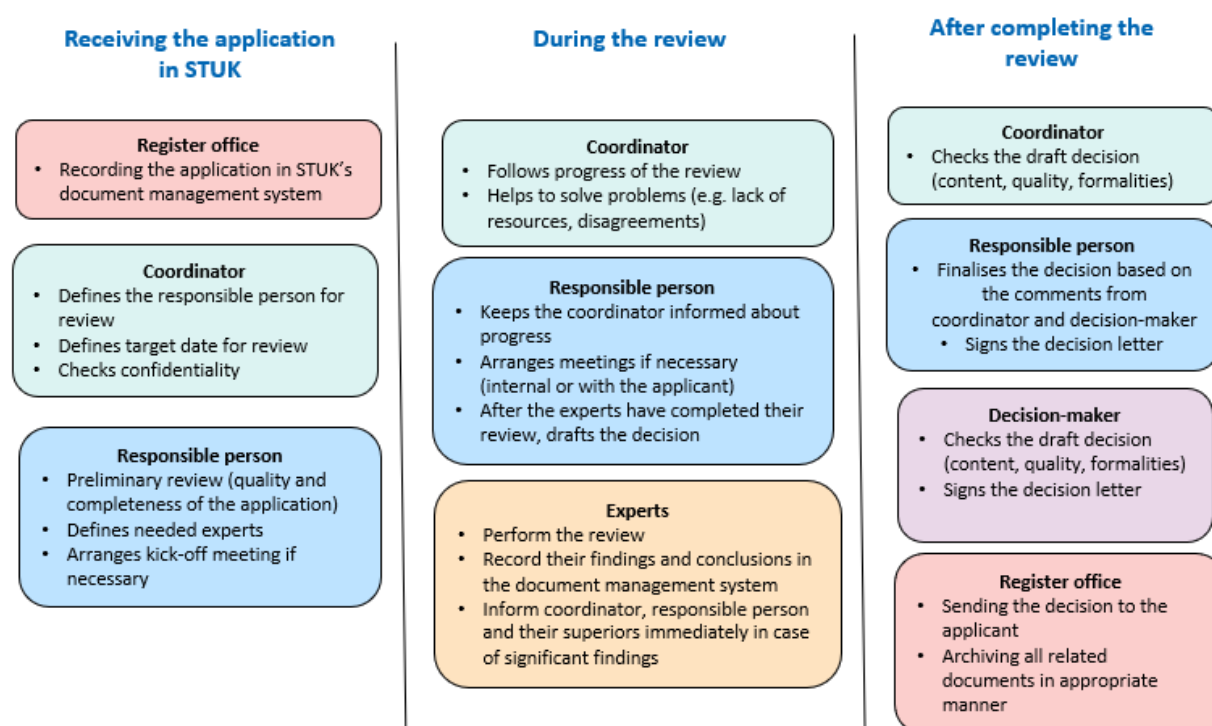 Receiving the application
in STUK
Register office
• Recording the application in STUK's
document management system
Coordinator
• Defines the responsible person for
review
• Defines target date for review
• Checks confidentiality
Responsible person
• Preliminary review (quality and
completeness of the application)
• Defines needed experts
• Arranges kick-off meeting if
necessary
During the review
Coordinator
• Follows progress of the review
• Helps to solve problems (e.g. lack of
resources, disagreements)
Responsible person
• Keeps the coordinator informed about
progress
• Arranges meetings if necessary
(internal or with the applicant)
• After the experts have completed their
review, drafts the decision
Experts
• Perform the review
• Record their findings and conclusions in
the document management system
• Inform coordinator, responsible person
and their superiors immediately in case
of significant findings
After completing the
review
Coordinator
• Checks the draft decision
(content, quality, formalities)
Responsible person
• Finalises the decision based on
the comments from
coordinator and decision-maker
• Signs the decision letter
Decision-maker
• Checks the draft decision
(content, quality, formalities)
• Signs the decision letter
Register office
• Sending the decision to the
applicant
• Archiving all related
documents in appropriate
manner